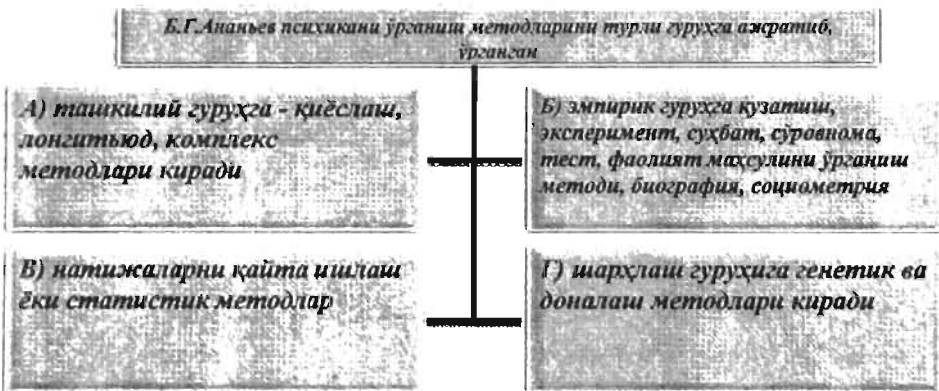 Б.Г.Ананьев психикани ўрганиш методларини турли гуруҳга ажратиб,
ўрганган
А) ташкилий гуруҳга - қиёслаш,
лонгитьюд, комплекс
методлари киради
Б) эмпирик гуруҳга кузатиш,
эксперимент, суҳбат, сўровнома,
тест, фаолият маҳсулини ўрганиш
методи, биография, социометрия
В) натижаларни қайта ишлаш
ёки статистик методлар
Г) шарҳлаш гуруҳига генетик ва
доналаш методлари киради